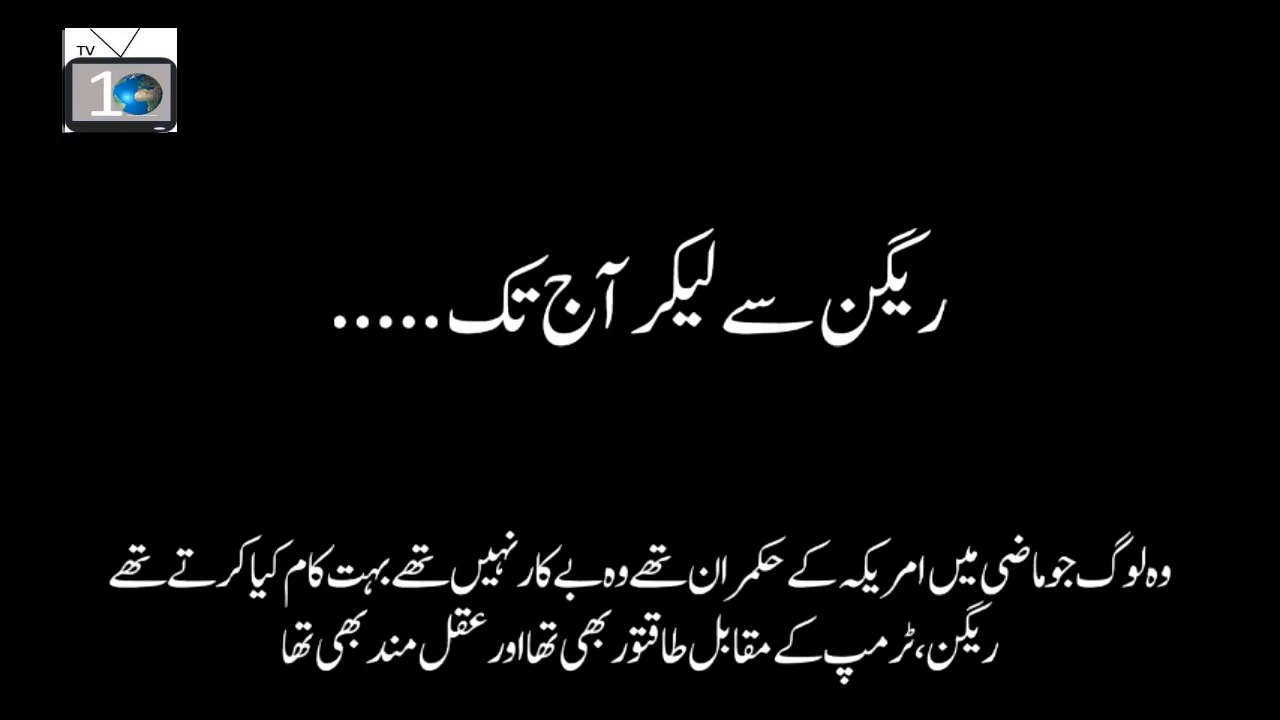 TV
10
ریگن سے لیکر آج تک.....
وہ لوگ جو ماضی میں امریکہ کے حکمران تھے وہ بے کار نہیں تھے بہت کام کیا کرتے تھے
ریگن، ٹرمپ کے مقابل طاقتور بھی تھا اور عقل مند بھی تھا